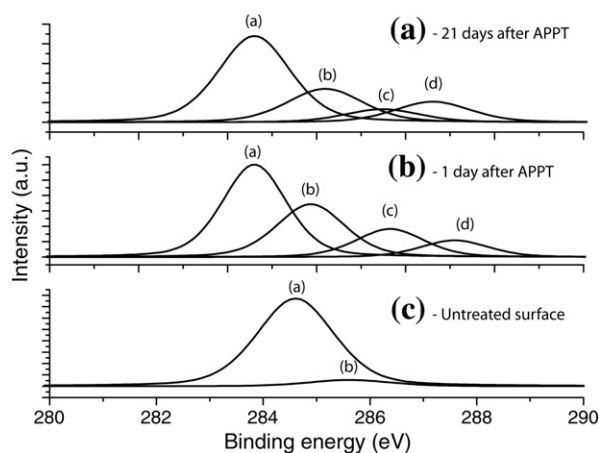 (a) - 21 days after APPT
(a)
(b)
(c)
(d)
(b) - 1 day after APPT
(a)
(b)
(c)
(d)
(c) - Untreated surface
(a)
(b)
Intensity (a.u.)
280 282 284 286 288 290
Binding energy (eV)